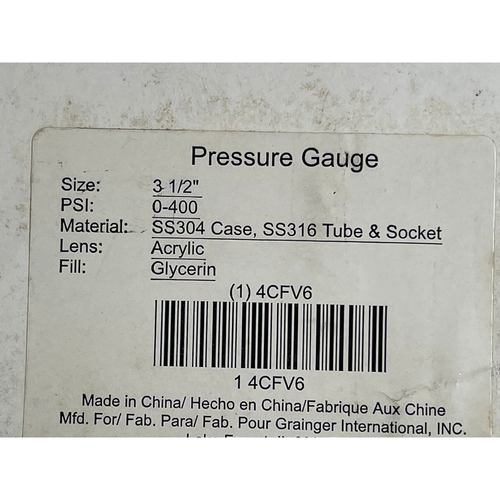 Pressure Gauge
Size: 3 1/2"
PSI: 0-400
Material: SS304 Case, SS316 Tube & Socket
Lens: Acrylic
Fill: Glycerin
(1) 4CFV6
1 4CFV6
Made in China/ Hecho en China/Fabrique Aux Chine
Mfd. For/ Fab. Para/ Fab. Pour Grainger International, INC.